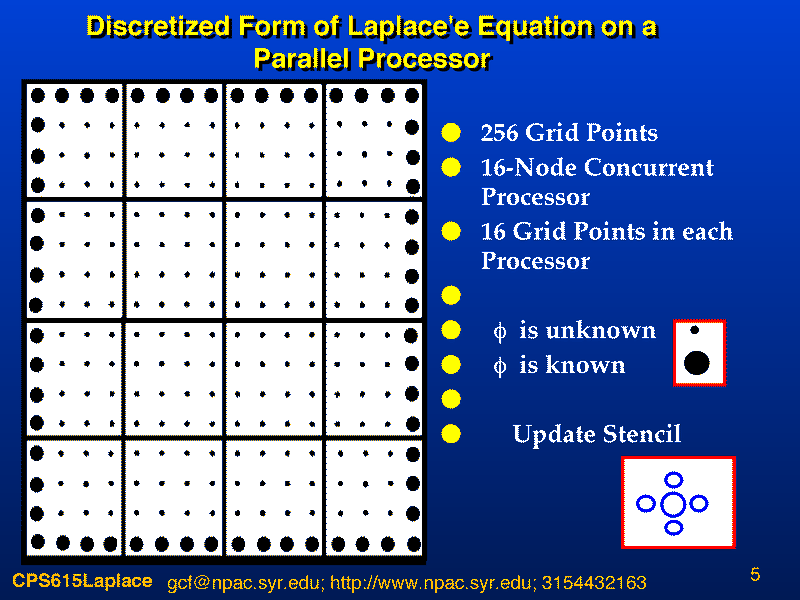 Discretized Form of Laplace'e Equation on a
Parallel Processor
256 Grid Points
16-Node Concurrent
Processor
16 Grid Points in each
Processor
ϕ is unknown
ϕ is known
Update Stencil
CPS615Laplace gcf@npac.syr.edu; http://www.npac.syr.edu; 3154432163 5